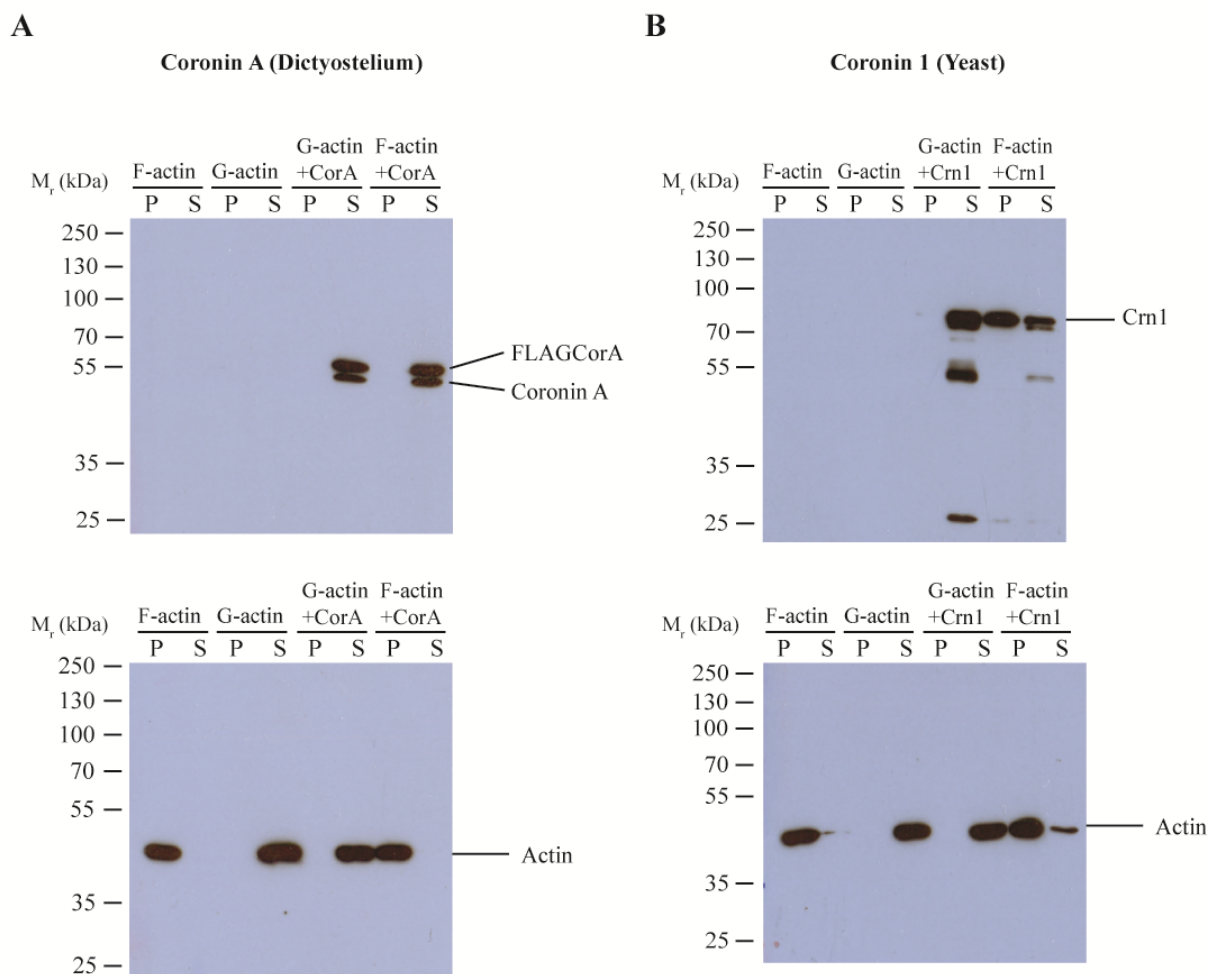 A
Coronin A (Dictyostelium)
G-actin F-actin
F-actin G-actin +CorA +CorA
Mr (kDa)
P S P S P S P S
250
130
100
70
55
FLAGCorA
Coronin A
35
25
G-actin F-actin
F-actin G-actin +CorA +CorA
Mr (kDa)
P S P S P S P S
250
130
100
70
55
Actin
35
25
B
Coronin 1 (Yeast)
G-actin F-actin
F-actin G-actin +Crn1 +Crn1
Mr (kDa)
P S P S P S P S
250
130
100
Crn1
70
55
35
25
G-actin F-actin
F-actin G-actin +Crn1 +Crn1
Mr (kDa)
P S P S P S P S
250
130
100
70
55
Actin
35
25